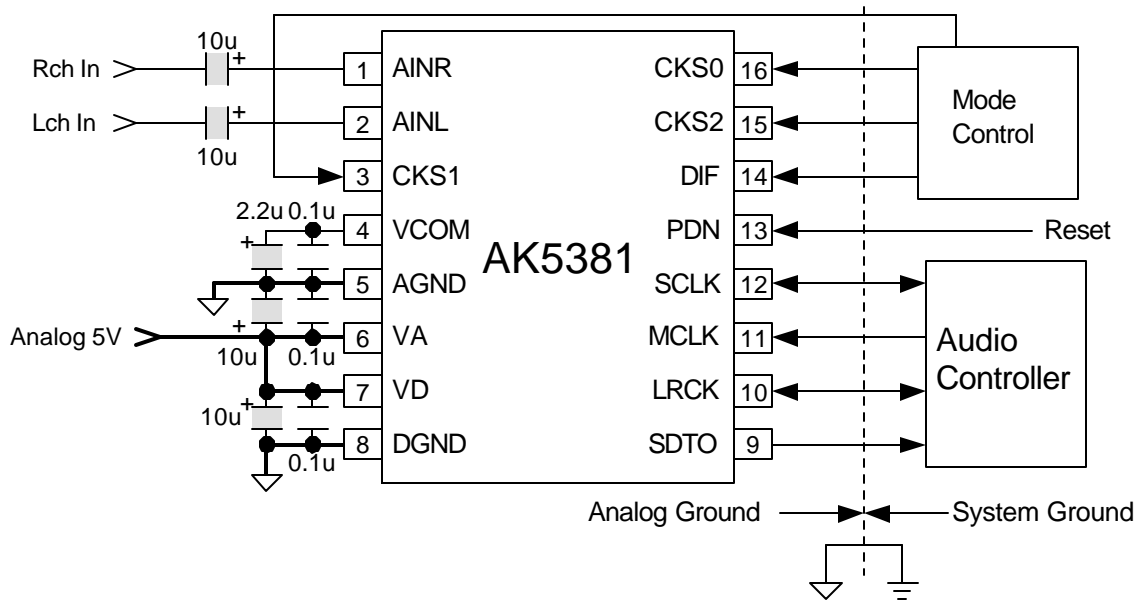 10u
+
Rch In
1 AINR
CKS0 16
Mode
Control
Lch In
+
2 AINL
CKS2 15
10u
3 CKS1
DIF 14
2.2u 0.1u
4 VCOM
PDN 13
Reset
+
AK5381
5 AGND
SCLK 12
Analog 5V
+
10u 0.1u
6 VA
MCLK 11
Audio
Controller
7 VD
LRCK 10
10u
+
8 DGND
SDTO 9
0.1u
Analog Ground
System Ground